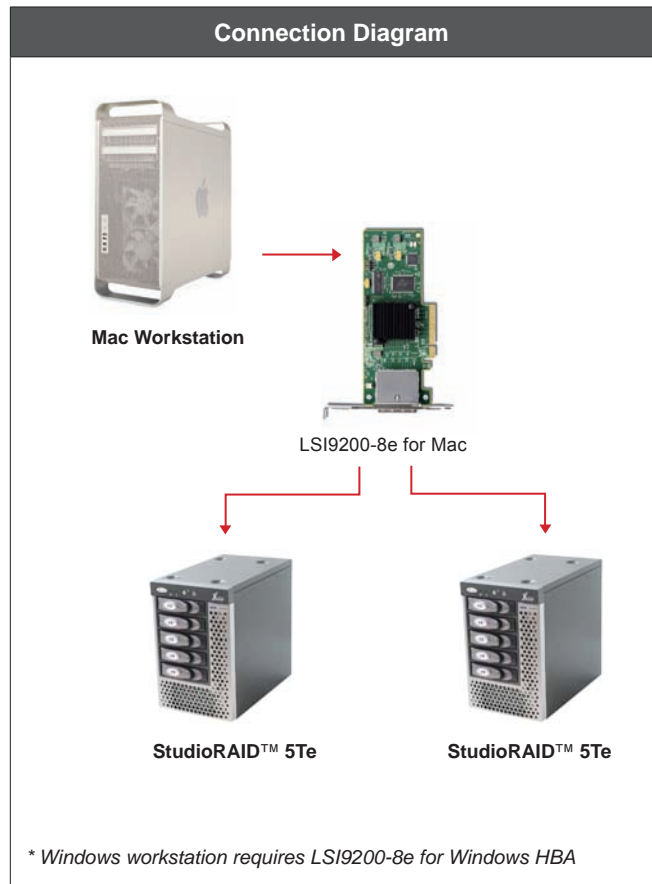 Connection Diagram
Mac Workstation
LSI9200-8e for Mac
StudioRAID™ 5Te
StudioRAID™ 5Te
* Windows workstation requires LSI9200-8e for Windows HBA